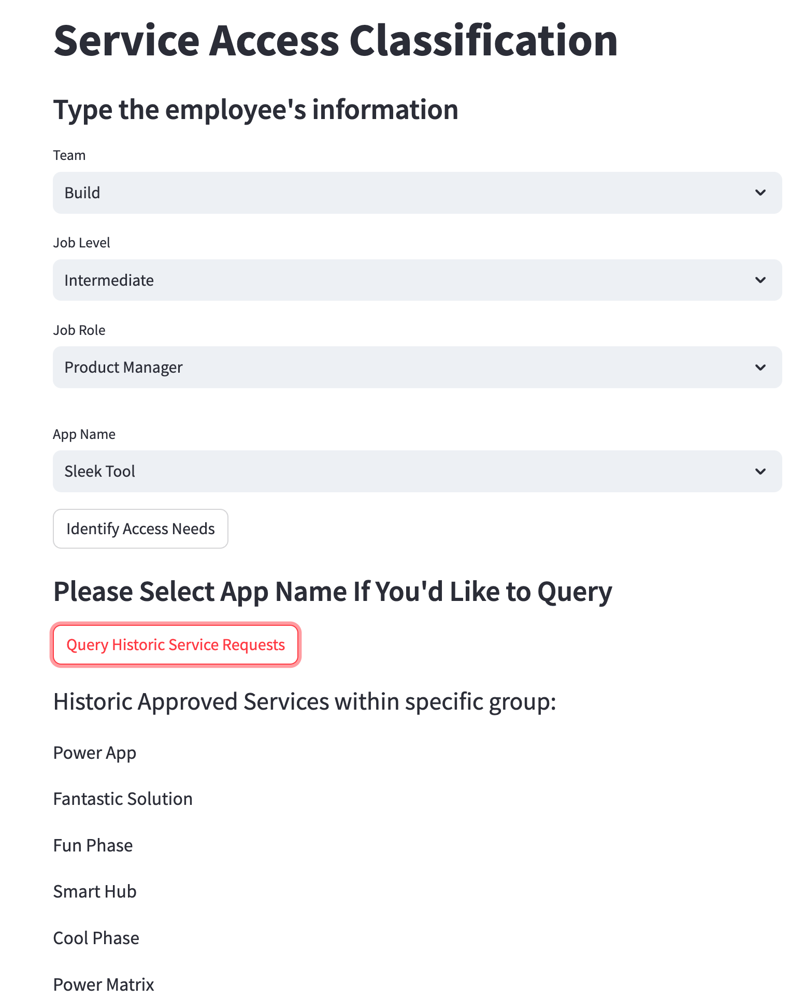 Service Access Classification
Type the employee's information
Team
Build
Job Level
Intermediate
Job Role
Product Manager
App Name
Sleek Tool
Identify Access Needs
Please Select App Name If You'd Like to Query
Query Historic Service Requests
Historic Approved Services within specific group:
Power App
Fantastic Solution
Fun Phase
Smart Hub
Cool Phase
Power Matrix